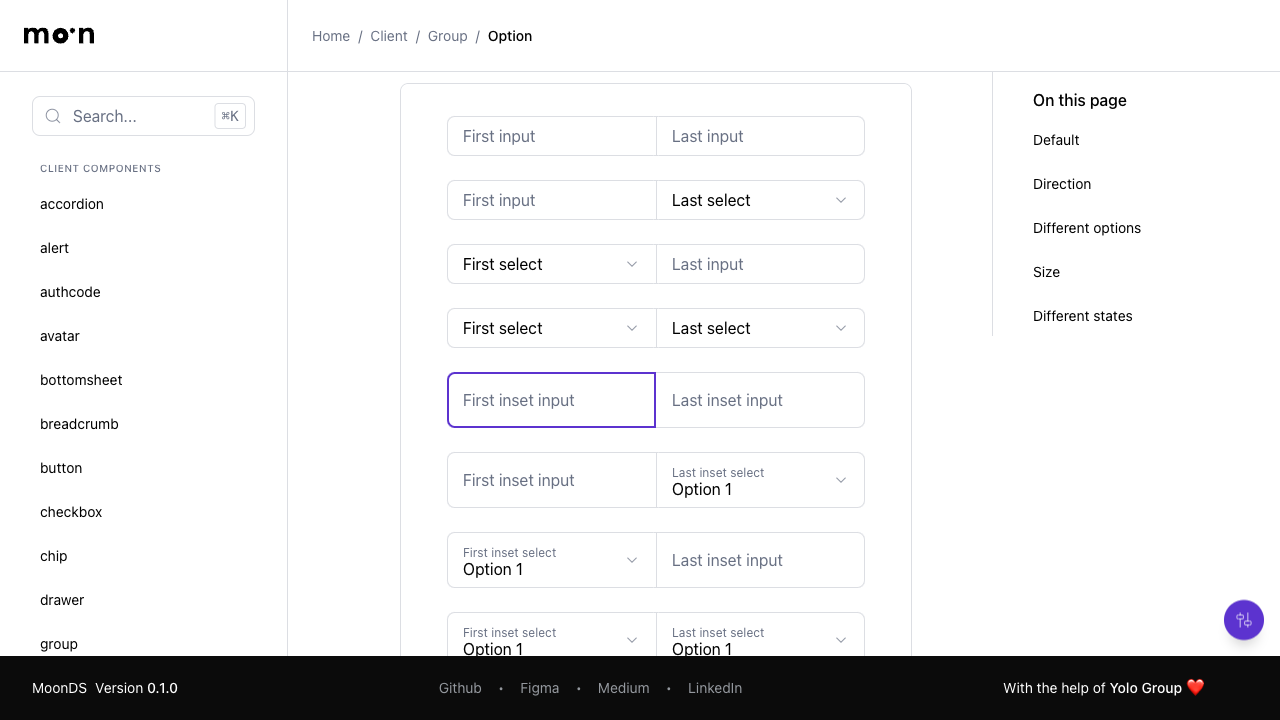 moon
Home / Client / Group / Option
Search...
⌘K
CLIENT COMPONENTS
accordion
alert
authcode
avatar
bottomsheet
breadcrumb
button
checkbox
chip
drawer
group
First input
Last input
First input
Last select
First select
Last input
First select
Last select
First inset input
Last inset input
First inset input
Last inset select
Option 1
First inset select
Option 1
Last inset input
First inset select
Option 1
Last inset select
Option 1
On this page
Default
Direction
Different options
Size
Different states
MoonDS Version 0.1.0
Github • Figma • Medium • LinkedIn
With the help of Yolo Group ❤️